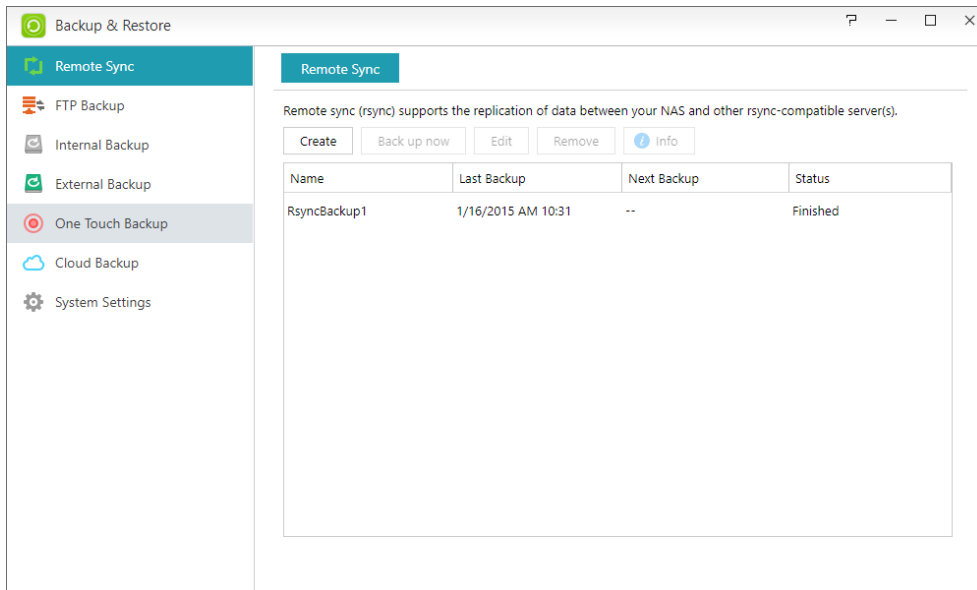 Backup & Restore
Remote Sync
FTP Backup
Internal Backup
External Backup
One Touch Backup
Cloud Backup
System Settings
Remote Sync
Remote sync (rsync) supports the replication of data between your NAS and other rsync-compatible server(s).
Create Back up now Edit Remove Info
Name Last Backup Next Backup Status
RsyncBackup1 1/16/2015 AM 10:31 -- Finished